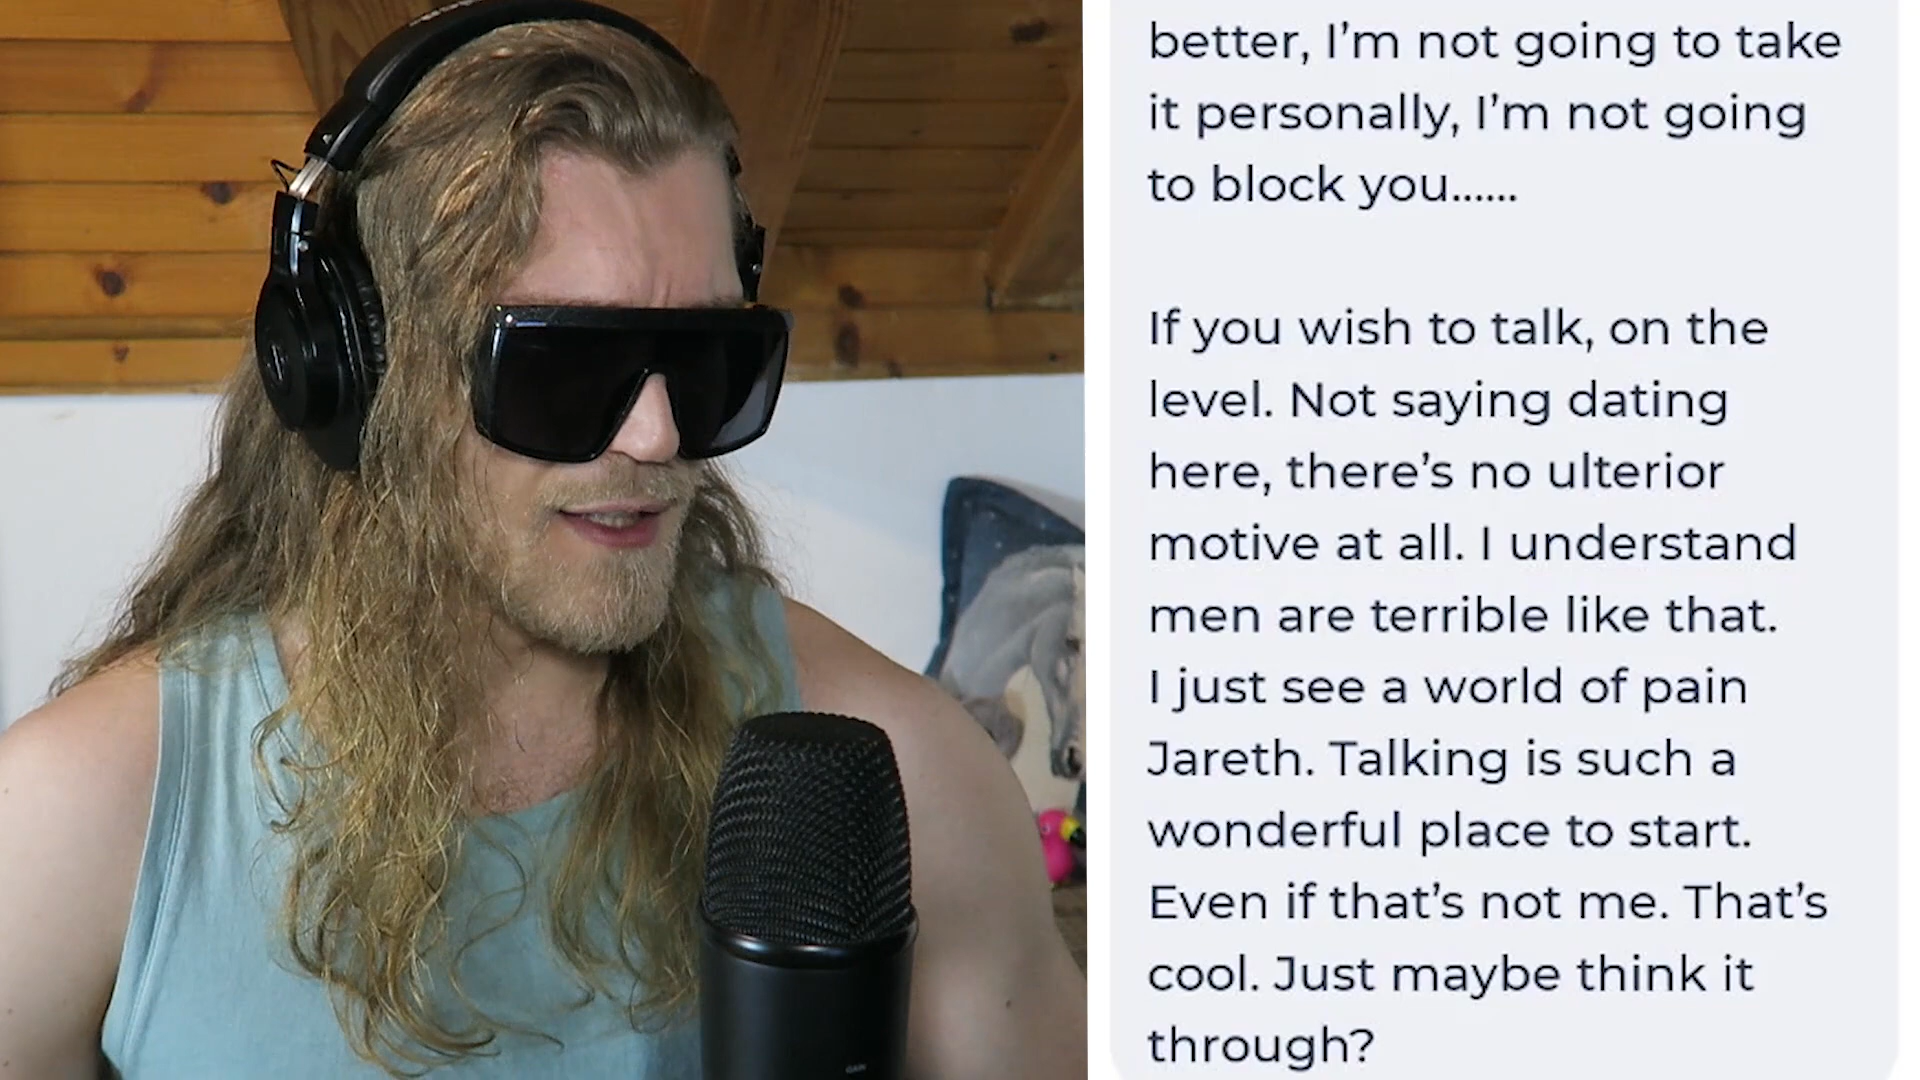 better, I’m not going to take
it personally, I’m not going
to block you......
If you wish to talk, on the
level. Not saying dating
here, there’s no ulterior
motive at all. I understand
men are terrible like that.
I just see a world of pain
Jareth. Talking is such a
wonderful place to start.
Even if that’s not me. That’s
cool. Just maybe think it
through?
GAIN